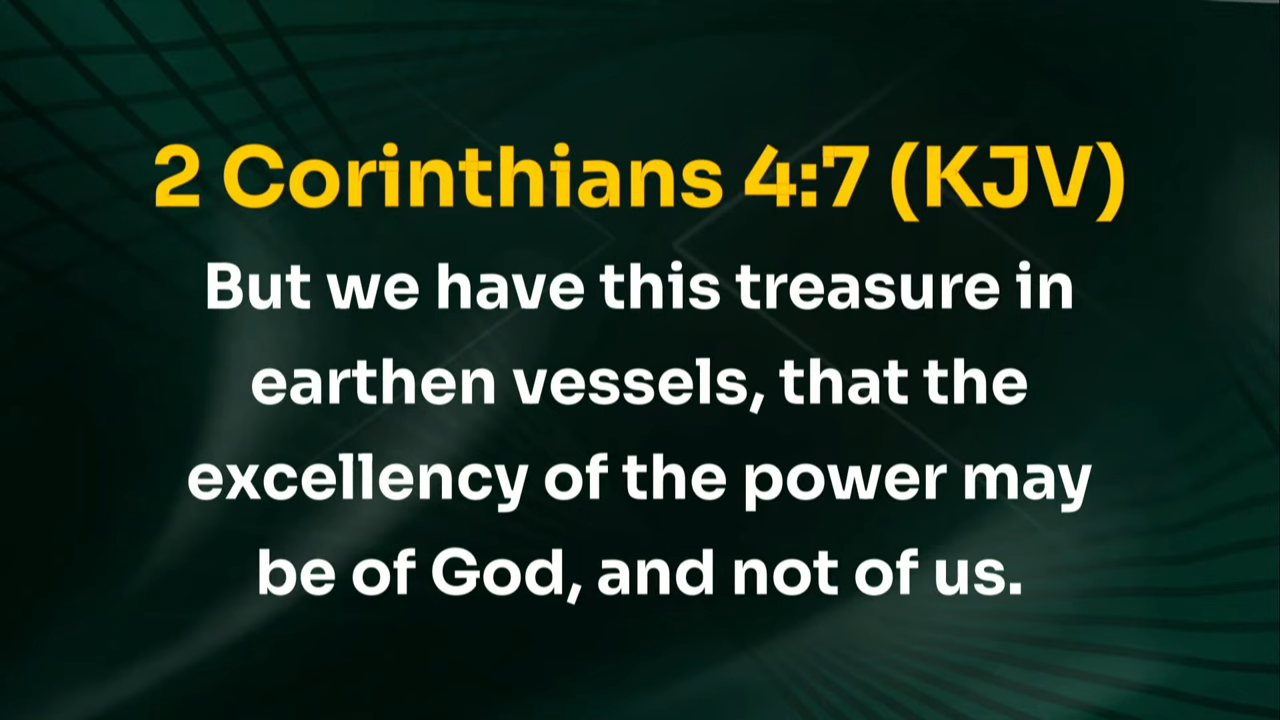 2 Corinthians 4:7 (KJV)
But we have this treasure in
earthen vessels, that the
excellency of the power may
be of God, and not of us.